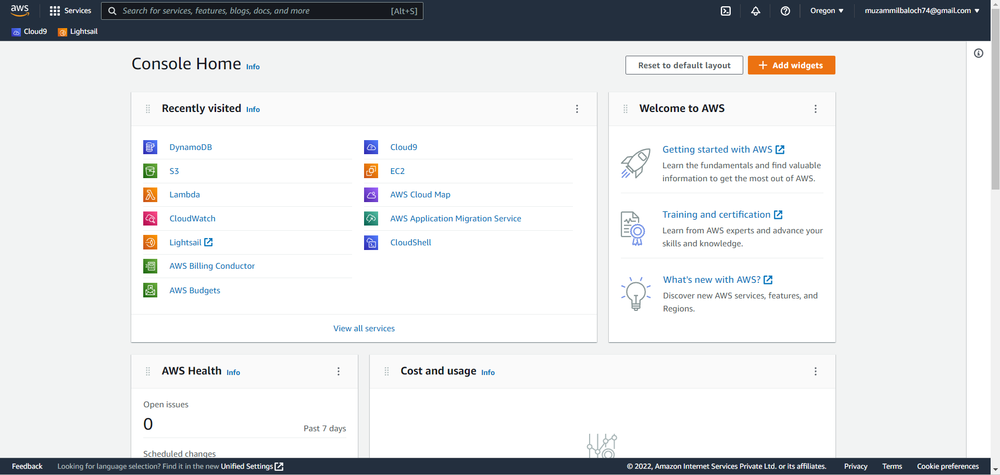 aws Services Search for services, features, blogs, docs, and more [Alt+S] Oregon muzammilbaloch74@gmail.com
Cloud9 Lightsail
Console Home Info
Reset to default layout
Add widgets
Recently visited Info
DynamoDB
S3
Lambda
CloudWatch
Lightsail
AWS Billing Conductor
AWS Budgets
Cloud9
EC2
AWS Cloud Map
AWS Application Migration Service
CloudShell
View all services
Welcome to AWS
Getting started with AWS
Learn the fundamentals and find valuable
information to get the most out of AWS.
Training and certification
Learn from AWS experts and advance your
skills and knowledge.
What's new with AWS?
Discover new AWS services, features, and
Regions.
AWS Health Info
Open issues
0
Past 7 days
Scheduled changes
Cost and usage Info
Feedback Looking for language selection? Find it in the new Unified Settings © 2022, Amazon Internet Services Private Ltd. or its affiliates. Privacy Terms Cookie preferences